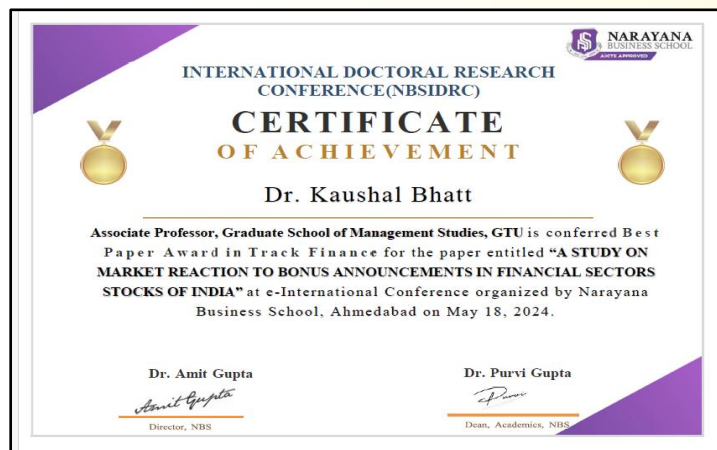 NARAYANA
BUSINESS SCHOOL
AICTE APPROVED
INTERNATIONAL DOCTORAL RESEARCH
CONFERENCE(NBSIDRC)
CERTIFICATE
OF ACHIEVEMENT
Dr. Kaushal Bhatt
Associate Professor, Graduate School of Management Studies, GTU is conferred Best
Paper Award in Track Finance for the paper entitled “A STUDY ON
MARKET REACTION TO BONUS ANNOUNCEMENTS IN FINANCIAL SECTORS
STOCKS OF INDIA” at e-International Conference organized by Narayana
Business School, Ahmedabad on May 18, 2024.
Dr. Amit Gupta
Amit Gupta
Director, NBS
Dr. Purvi Gupta
Purvi
Dean, Academics, NBS